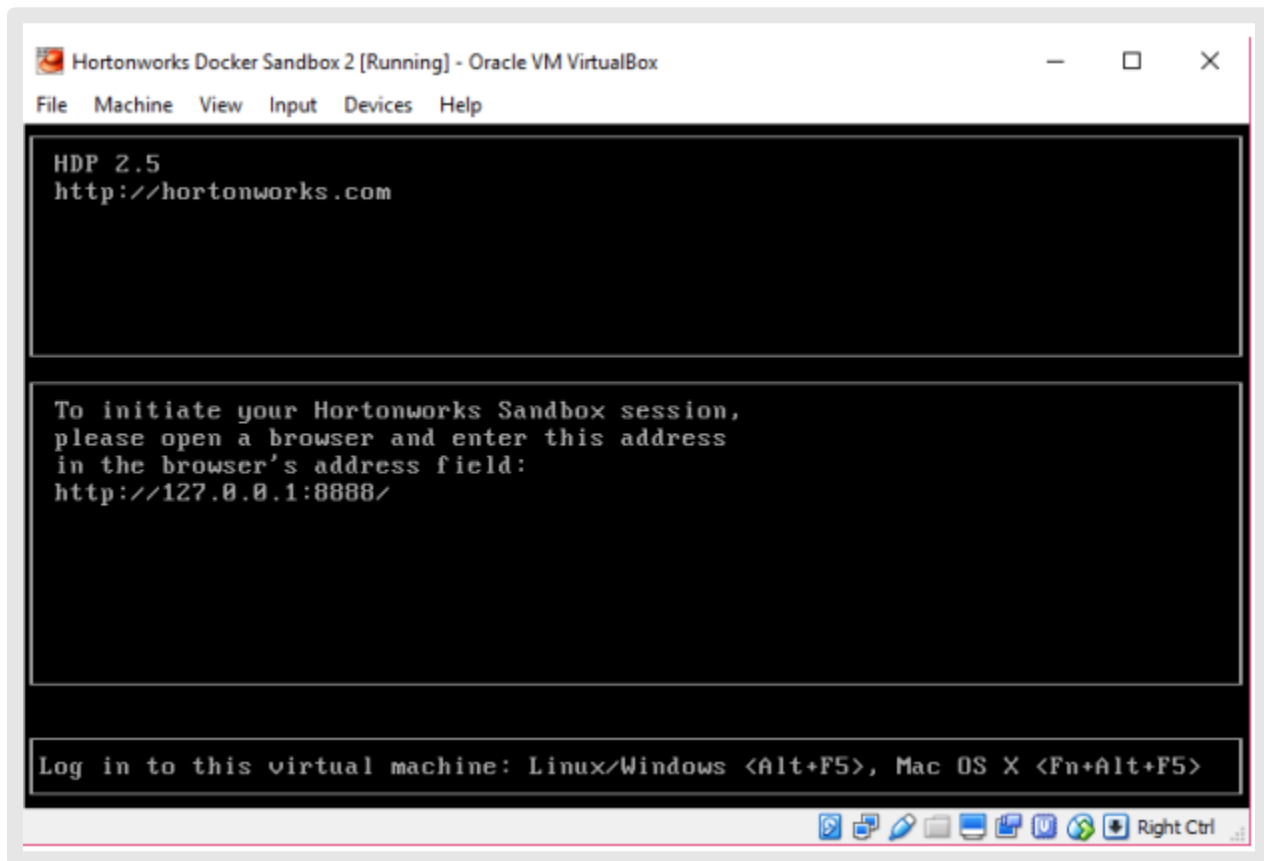 Hortonworks Docker Sandbox 2 [Running] - Oracle VM VirtualBox
File Machine View Input Devices Help
HDP 2.5
http://hortonworks.com
To initiate your Hortonworks Sandbox session,
please open a browser and enter this address
in the browser's address field:
http://127.0.0.1:8888/
Log in to this virtual machine: Linux/Windows <Alt+F5>, Mac OS X <Fn+Alt+F5>
Right Ctrl